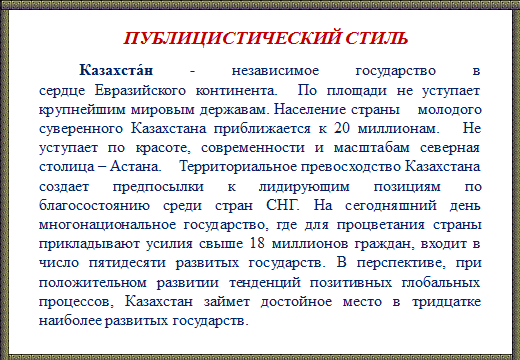 ПУБЛИЦИСТИЧЕСКИЙ СТИЛЬ
Казахста́н - независимое государство в
сердце Евразийского континента. По площади не уступает
крупнейшим мировым державам. Население страны молодого
суверенного Казахстана приближается к 20 миллионам. Не
уступает по красоте, современности и масштабам северная
столица – Астана. Территориальное превосходство Казахстана
создает предпосылки к лидирующим позициям по
благосостоянию среди стран СНГ. На сегодняшний день
многонациональное государство, где для процветания страны
прикладывают усилия свыше 18 миллионов граждан, входит в
число пятидесяти развитых государств. В перспективе, при
положительном развитии тенденций позитивных глобальных
процессов, Казахстан займет достойное место в тридцатке
наиболее развитых государств.